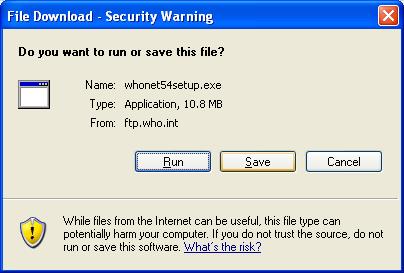 File Download - Security Warning
Do you want to run or save this file?
Name: whonet54setup.exe
Type: Application, 10.8 MB
From: ftp.who.int
Run Save Cancel
While files from the Internet can be useful, this file type can
potentially harm your computer. If you do not trust the source, do not
run or save this software. What's the risk?